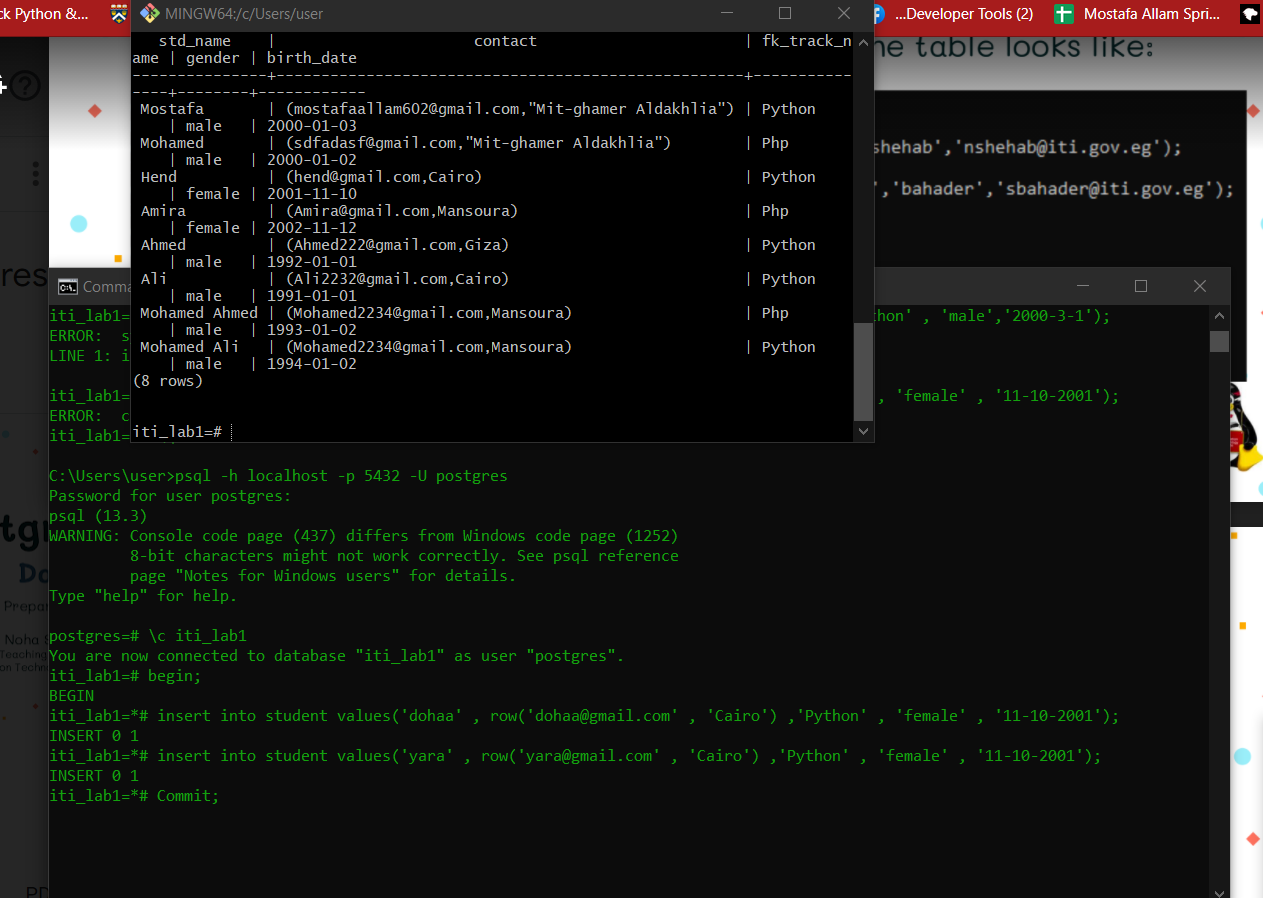 ck Python &...
MINGW64:/c/Users/user
...Developer Tools (2)
Mostafa Allam Spri...
he table looks like:
shehab','nshehab@iti.gov.eg');
','bahader','sbahader@iti.gov.eg');
std_name | contact | fk_track_n
ame | gender | birth_date
---------------+----------------------------------------------------+-----------
----+--------+------------
Mostafa | (mostafaallam602@gmail.com,"Mit-ghamer Aldakhlia") | Python
| male | 2000-01-03
Mohamed | (sdfadasf@gmail.com,"Mit-ghamer Aldakhlia") | Php
| male | 2000-01-02
Hend | (hend@gmail.com,Cairo) | Python
| female | 2001-11-10
Amira | (Amira@gmail.com,Mansoura) | Php
| female | 2002-11-12
Ahmed | (Ahmed222@gmail.com,Giza) | Python
| male | 1992-01-01
Ali | (Ali2232@gmail.com,Cairo) | Python
| male | 1991-01-01
Mohamed Ahmed | (Mohamed2234@gmail.com,Mansoura) | Php
| male | 1993-01-02
Mohamed Ali | (Mohamed2234@gmail.com,Mansoura) | Python
| male | 1994-01-02
(8 rows)
iti_lab1=#
res
Comma
iti_lab1= thon' , 'male','2000-3-1');
ERROR: s
LINE 1: i
iti_lab1= , 'female' , '11-10-2001');
ERROR: c
iti_lab1=
C:\Users\user>psql -h localhost -p 5432 -U postgres
Password for user postgres:
psql (13.3)
WARNING: Console code page (437) differs from Windows code page (1252)
8-bit characters might not work correctly. See psql reference
page "Notes for Windows users" for details.
Type "help" for help.
postgres=# \c iti_lab1
You are now connected to database "iti_lab1" as user "postgres".
iti_lab1=# begin;
BEGIN
iti_lab1=*# insert into student values('dohaa' , row('dohaa@gmail.com' , 'Cairo') ,'Python' , 'female' , '11-10-2001');
INSERT 0 1
iti_lab1=*# insert into student values('yara' , row('yara@gmail.com' , 'Cairo') ,'Python' , 'female' , '11-10-2001');
INSERT 0 1
iti_lab1=*# Commit;
tgr
Da
Prepar
Noha S
Teaching
on Techn
PD